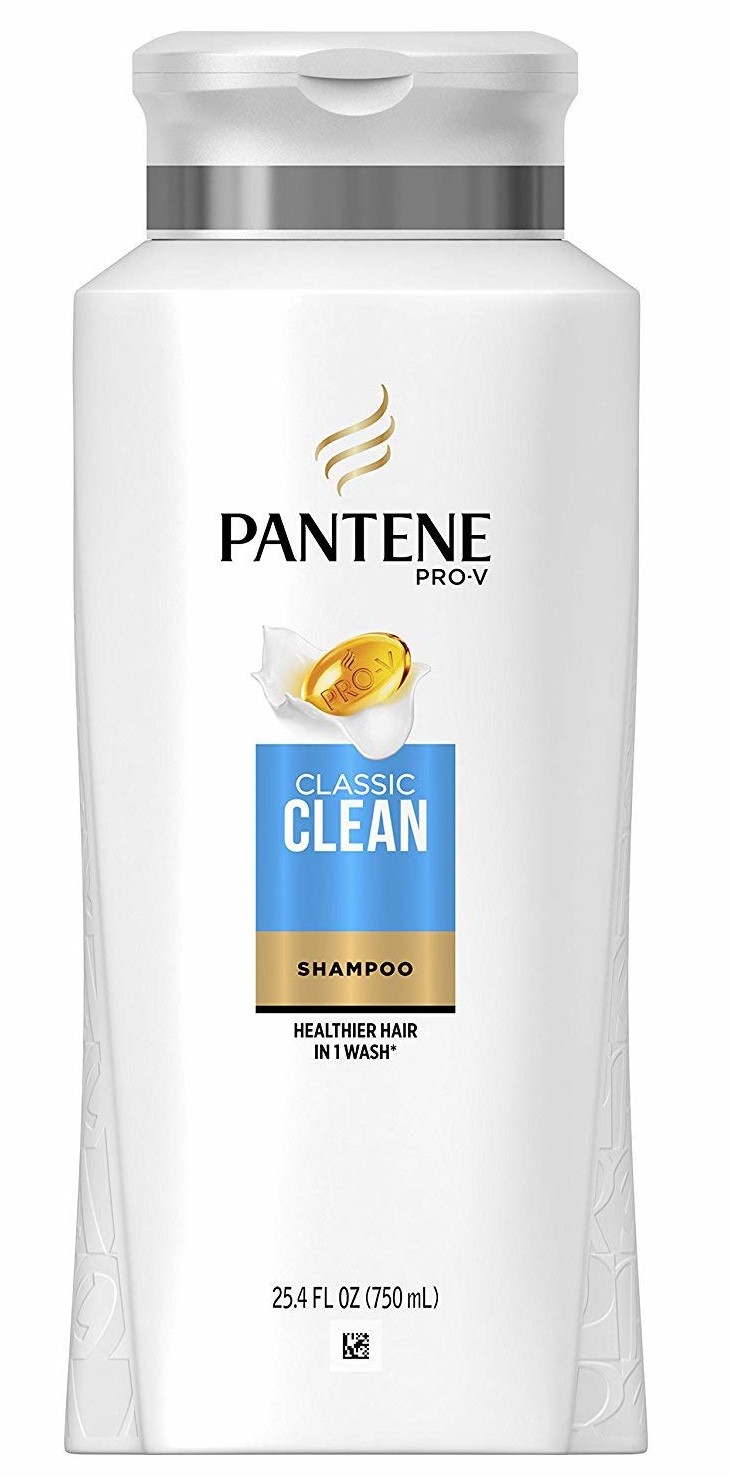 PANTENE
PRO-V
PRO-V
CLASSIC
CLEAN
SHAMPOO
HEALTHIER HAIR
IN 1 WASH*
25.4 FL OZ (750 mL)